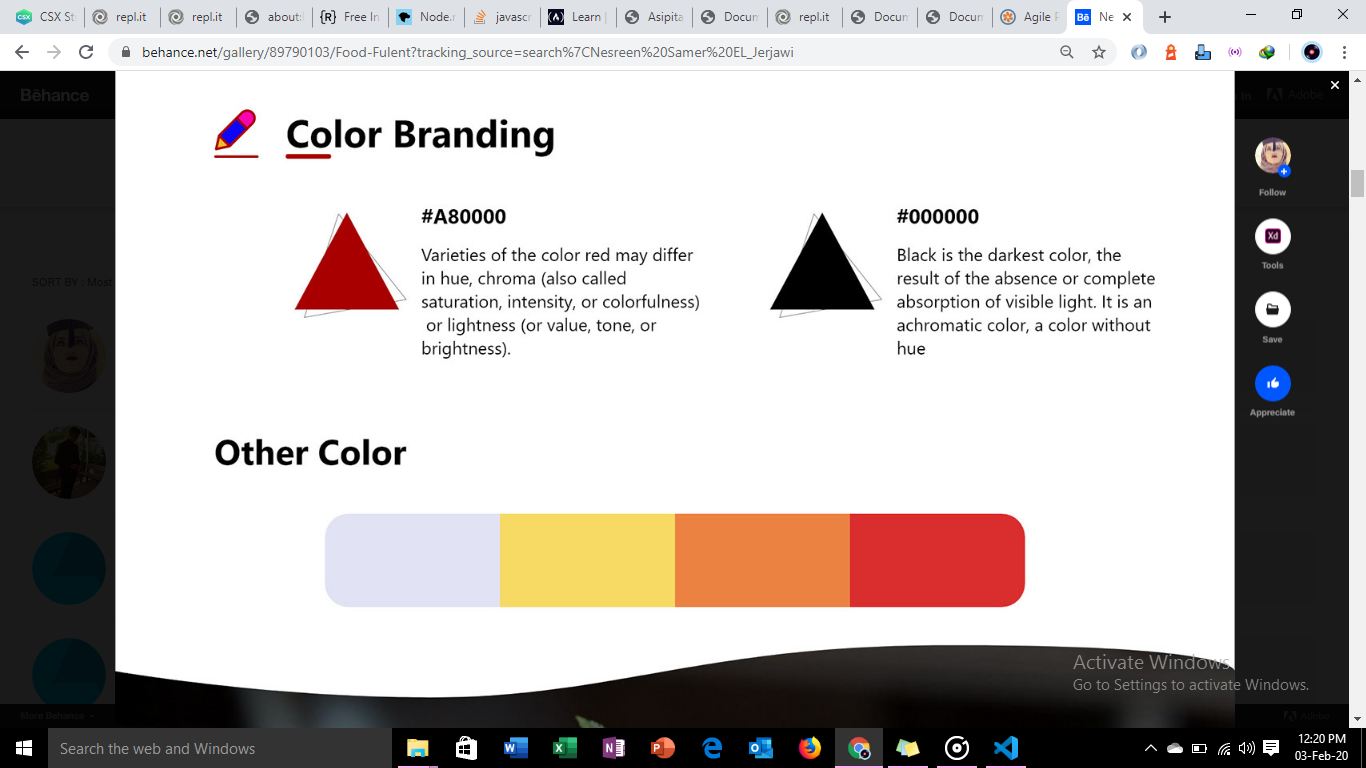 CSX St
repl.it
repl.it
about:
Free In
Node.r
javascr
Learn |
Asipita
Docum
repl.it
Docum
Docum
Agile P
Ne
behance.net/gallery/89790103/Food-Fulent?tracking_source=search%7CNesreen%20Samer%20EL_Jerjawi
Bēhance
Adobe
Color Branding
#A80000
Varieties of the color red may differ
in hue, chroma (also called
saturation, intensity, or colorfulness)
or lightness (or value, tone, or
brightness).
#000000
Black is the darkest color, the
result of the absence or complete
absorption of visible light. It is an
achromatic color, a color without
hue
Follow
Xd
Tools
Save
Appreciate
SORT BY : Most
Other Color
Activate Windows
Go to Settings to activate Windows.
More Behance
Adobe
Search the web and Windows
12:20 PM
03-Feb-20